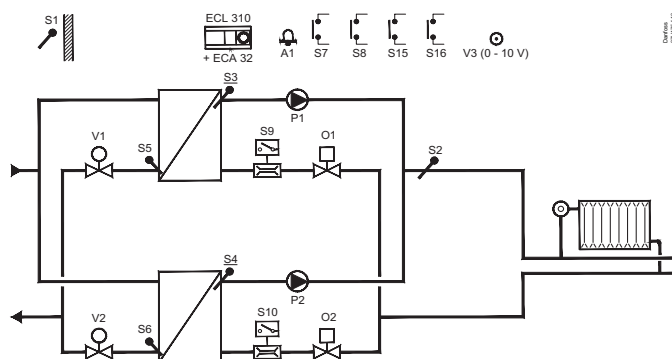 S1
ECL 310
+ ECA 32
A1
S7
S8
S15
S16
V3 (0 - 10 V)
Danfoss
S3
P1
V1
S5
S9
O1
S2
S4
P2
V2
S6
S10
O2